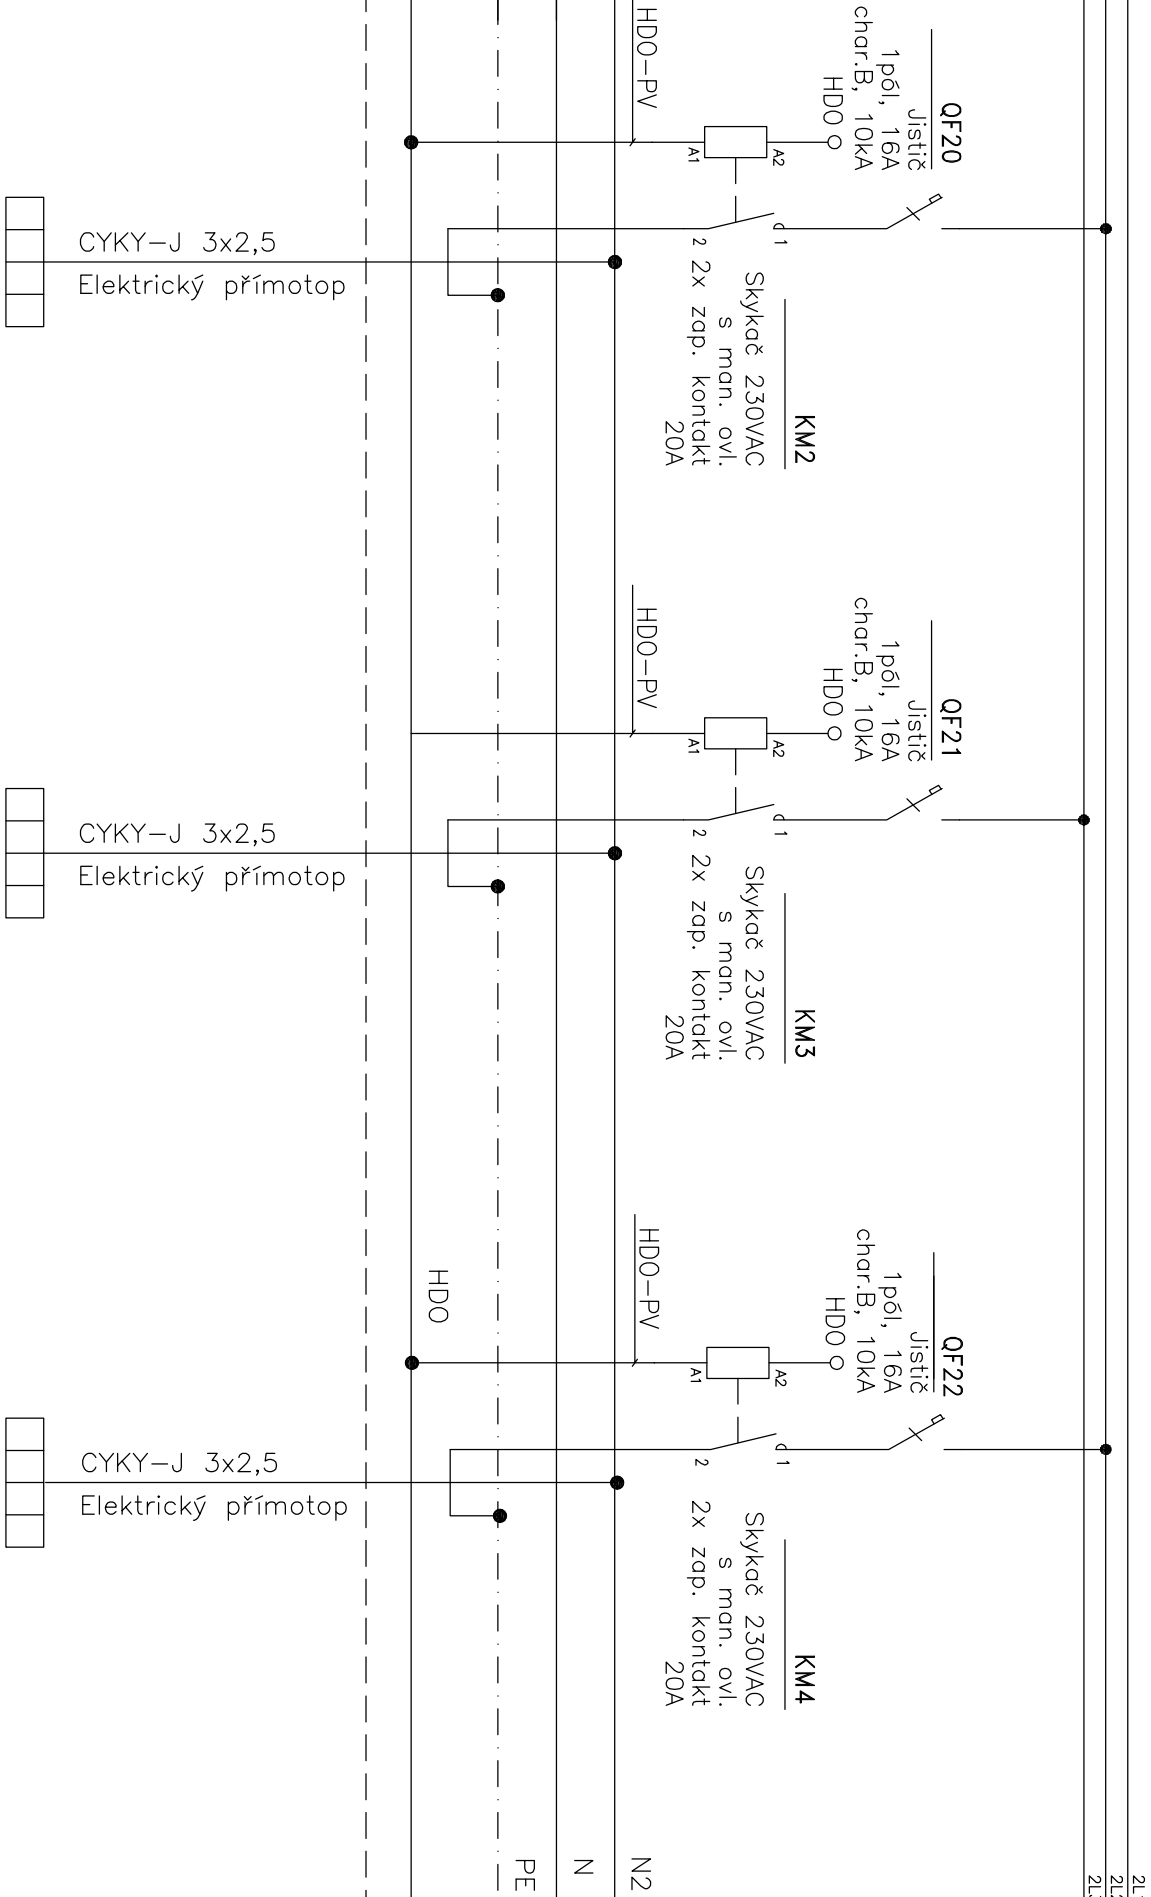 QF20
Jistič
1pól, 16A
char.B, 10kA
HDO
HDO-PV
A1
A2
1
2
KM2
Skykač 230VAC
s man. ovl.
2x zap. kontakt
20A
CYKY-J 3x2,5
Elektrický přímotop
QF21
Jistič
1pól, 16A
char.B, 10kA
HDO
HDO-PV
A1
A2
1
2
KM3
Skykač 230VAC
s man. ovl.
2x zap. kontakt
20A
CYKY-J 3x2,5
Elektrický přímotop
QF22
Jistič
1pól, 16A
char.B, 10kA
HDO
HDO-PV
A1
A2
1
2
KM4
Skykač 230VAC
s man. ovl.
2x zap. kontakt
20A
HDO
CYKY-J 3x2,5
Elektrický přímotop
N2
N
PE